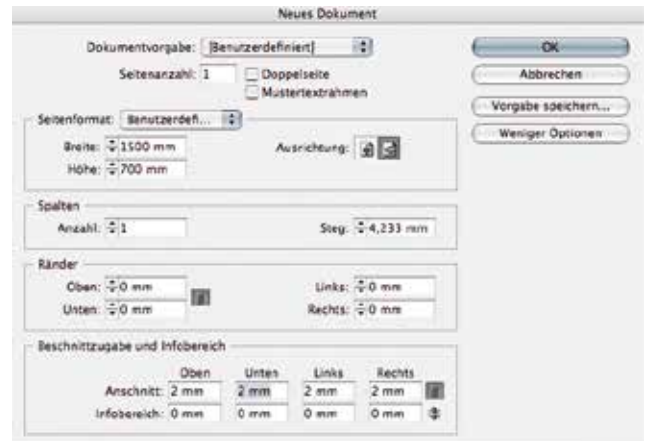 Neues Dokument
Dokumentvorgabe: [Benutzerdefiniert]
OK
Seitenanzahl: 1 Doppelseite
Abbrechen
Mustertextrahmen
Vorgabe speichern...
Seitenformat: Benutzerdefi...
Weniger Optionen
Breite: 1500 mm Ausrichtung:
Höhe: 700 mm
Spalten
Anzahl: 1 Steg: 4,233 mm
Ränder
Oben: 0 mm Links: 0 mm
Unten: 0 mm Rechts: 0 mm
Beschnittzugabe und Infobereich
Oben Unten Links Rechts
Anschnitt: 2 mm 2 mm 2 mm 2 mm
Infobereich: 0 mm 0 mm 0 mm 0 mm